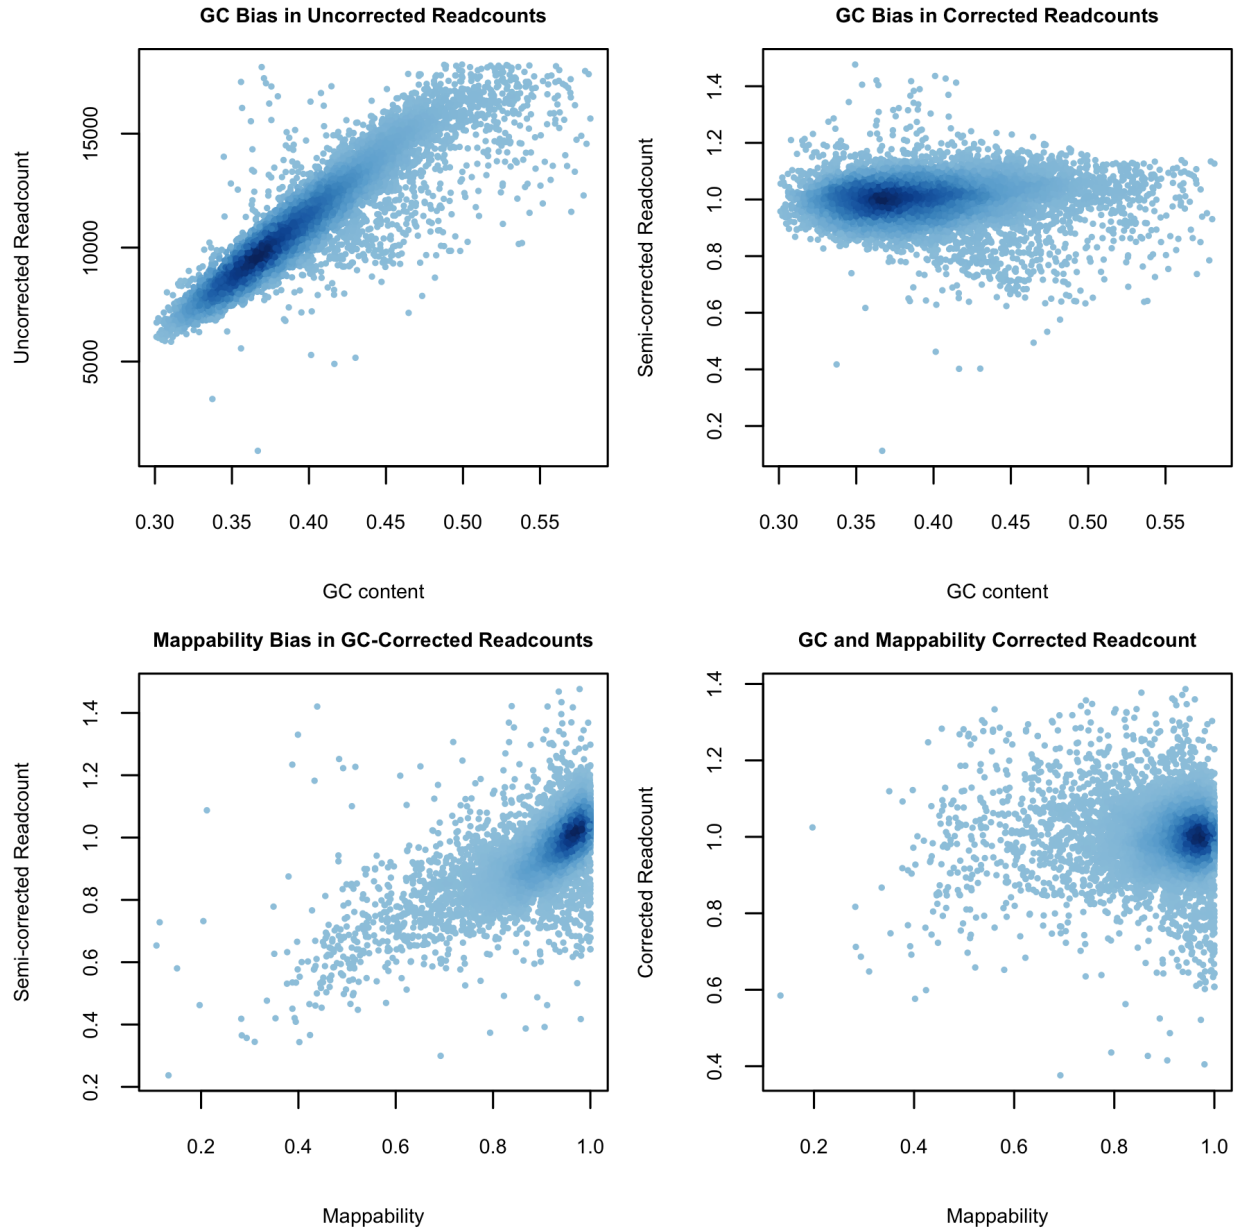 GC Bias in Uncorrected Readcounts
Uncorrected Readcount
15000
10000
5000
0.30 0.35 0.40 0.45 0.50 0.55
GC content
GC Bias in Corrected Readcounts
Semi-corrected Readcount
1.4
1.2
1.0
0.8
0.6
0.4
0.2
0.30 0.35 0.40 0.45 0.50 0.55
GC content
Mappability Bias in GC-Corrected Readcounts
Semi-corrected Readcount
1.4
1.2
1.0
0.8
0.6
0.4
0.2
0.2 0.4 0.6 0.8 1.0
Mappability
GC and Mappability Corrected Readcount
Corrected Readcount
1.4
1.2
1.0
0.8
0.6
0.4
0.2 0.4 0.6 0.8 1.0
Mappability